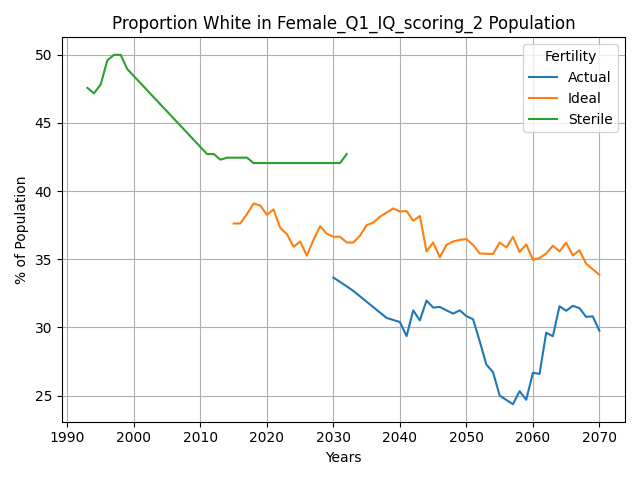 Proportion White in Female_Q1_IQ_scoring_2 Population
Fertility
Actual
Ideal
Sterile
% of Population
50
45
40
35
30
25
1990 2000 2010 2020 2030 2040 2050 2060 2070
Years